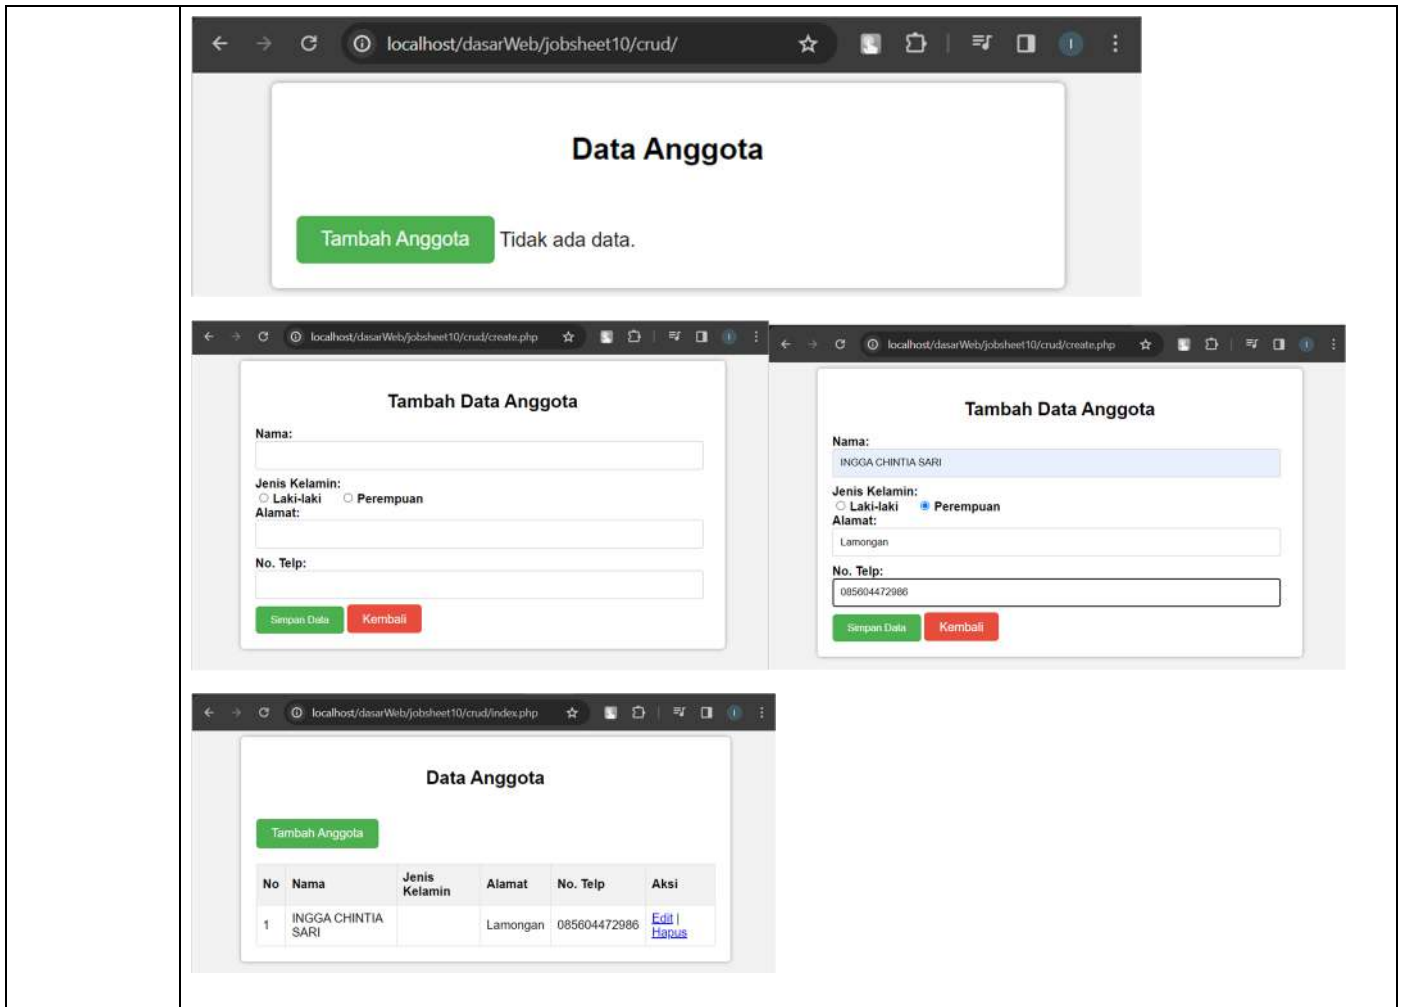 localhost/dasarWeb/jobsheet10/crud/
Data Anggota
Tambah Anggota Tidak ada data.
localhost/dasarWeb/jobsheet10/crud/create.php
Tambah Data Anggota
Nama:
Jenis Kelamin:
Laki-laki Perempuan
Alamat:
No. Telp:
Simpan Data Kembali
localhost/dasarWeb/jobsheet10/crud/create.php
Tambah Data Anggota
Nama:
INGGA CHINTIA SARI
Jenis Kelamin:
Laki-laki Perempuan
Alamat:
Lamongan
No. Telp:
085604472986
Simpan Data Kembali
localhost/dasarWeb/jobsheet10/crud/index.php
Data Anggota
Tambah Anggota
No Nama Jenis Kelamin Alamat No. Telp Aksi
1 INGGA CHINTIA SARI Lamongan 085604472986 Edit | Hapus